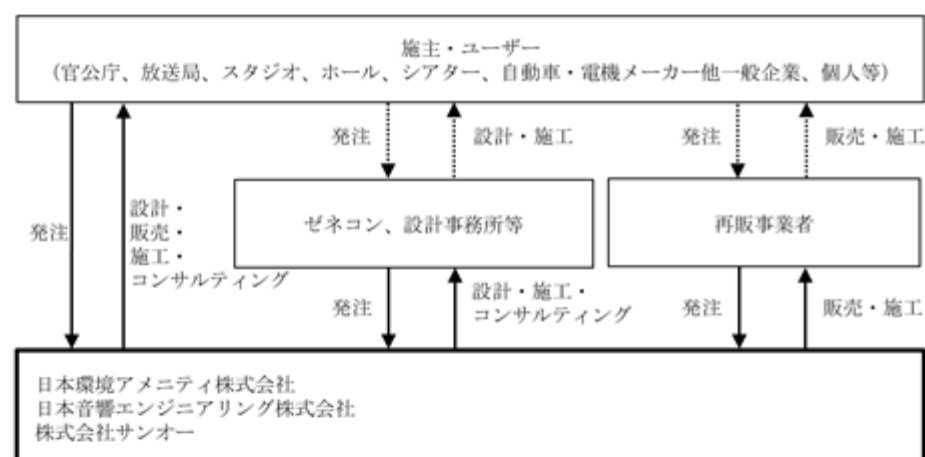 施主・ユーザー
（官公庁、放送局、スタジオ、ホール、シアター、自動車・電機メーカー他一般企業、個人等）
発注
設計・施工
発注
販売・施工
発注
設計・
販売・
施工・
コンサルティング
ゼネコン、設計事務所等
再販事業者
発注
設計・施工・
コンサルティング
発注
販売・施工
日本環境アメニティ株式会社
日本音響エンジニアリング株式会社
株式会社サンオー